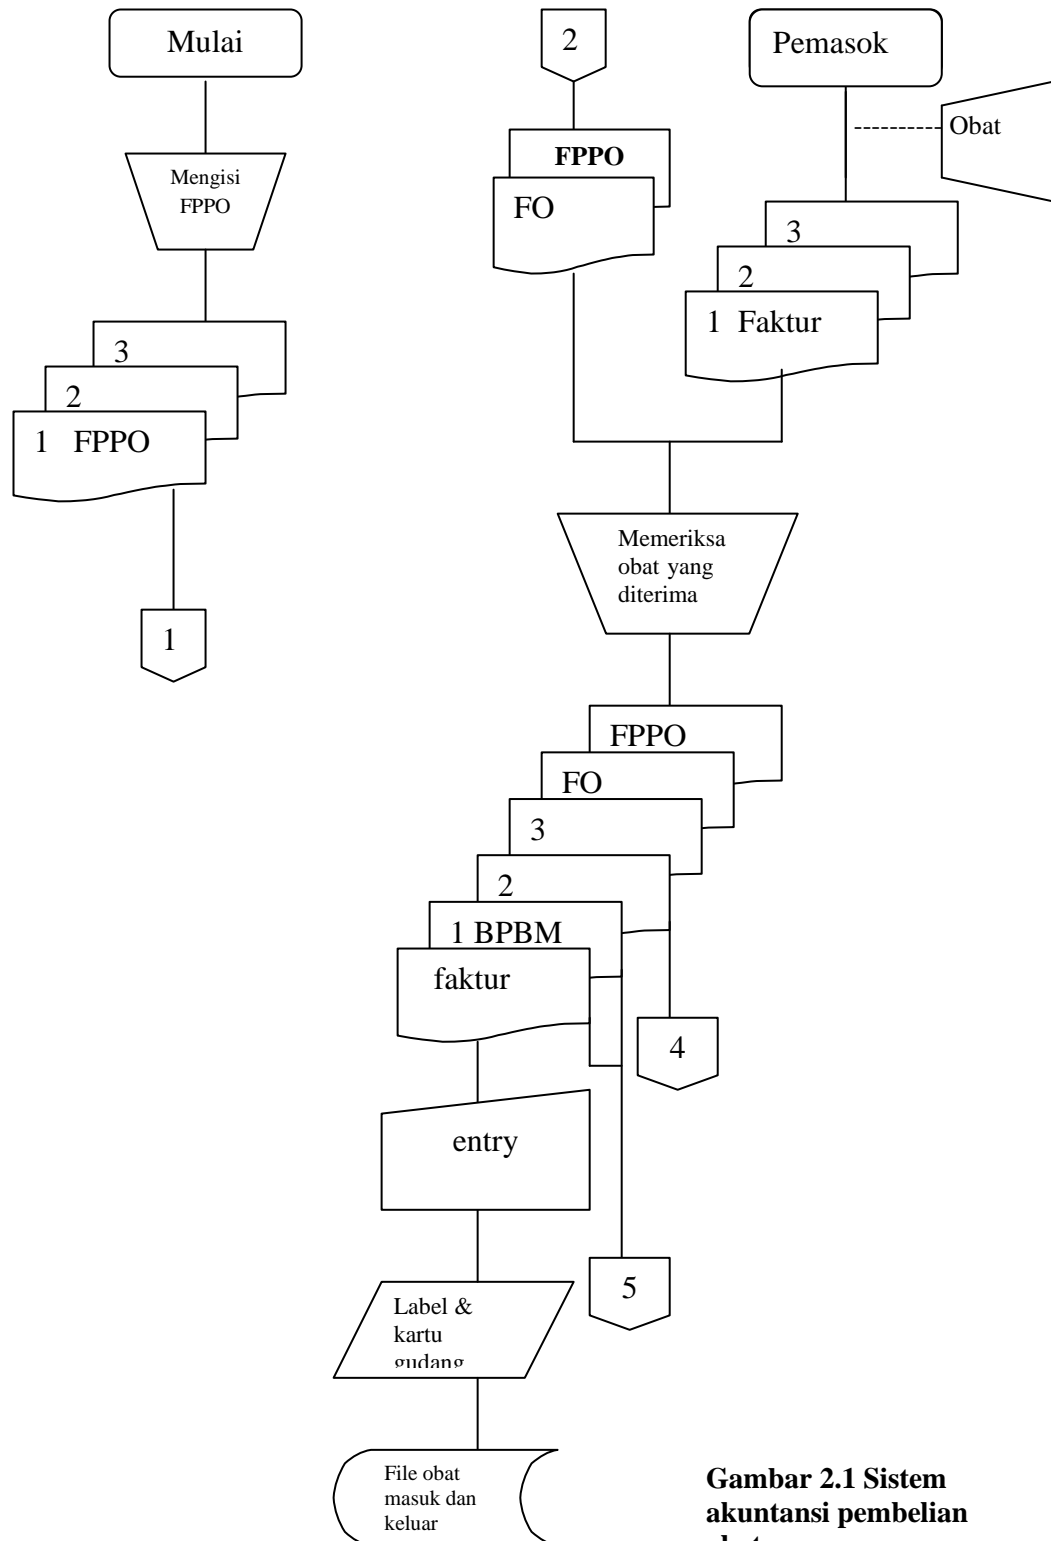 Mulai
Mengisi
FPPO
3
2
1 FPPO
1
2
FPPO
FO
Pemasok
Obat
3
2
1 Faktur
Memeriksa
obat yang
diterima
FPPO
FO
3
2
1 BPBM
faktur
4
entry
5
Label &
kartu
gudang
File obat
masuk dan
keluar
Gambar 2.1 Sistem
akuntansi pembelian